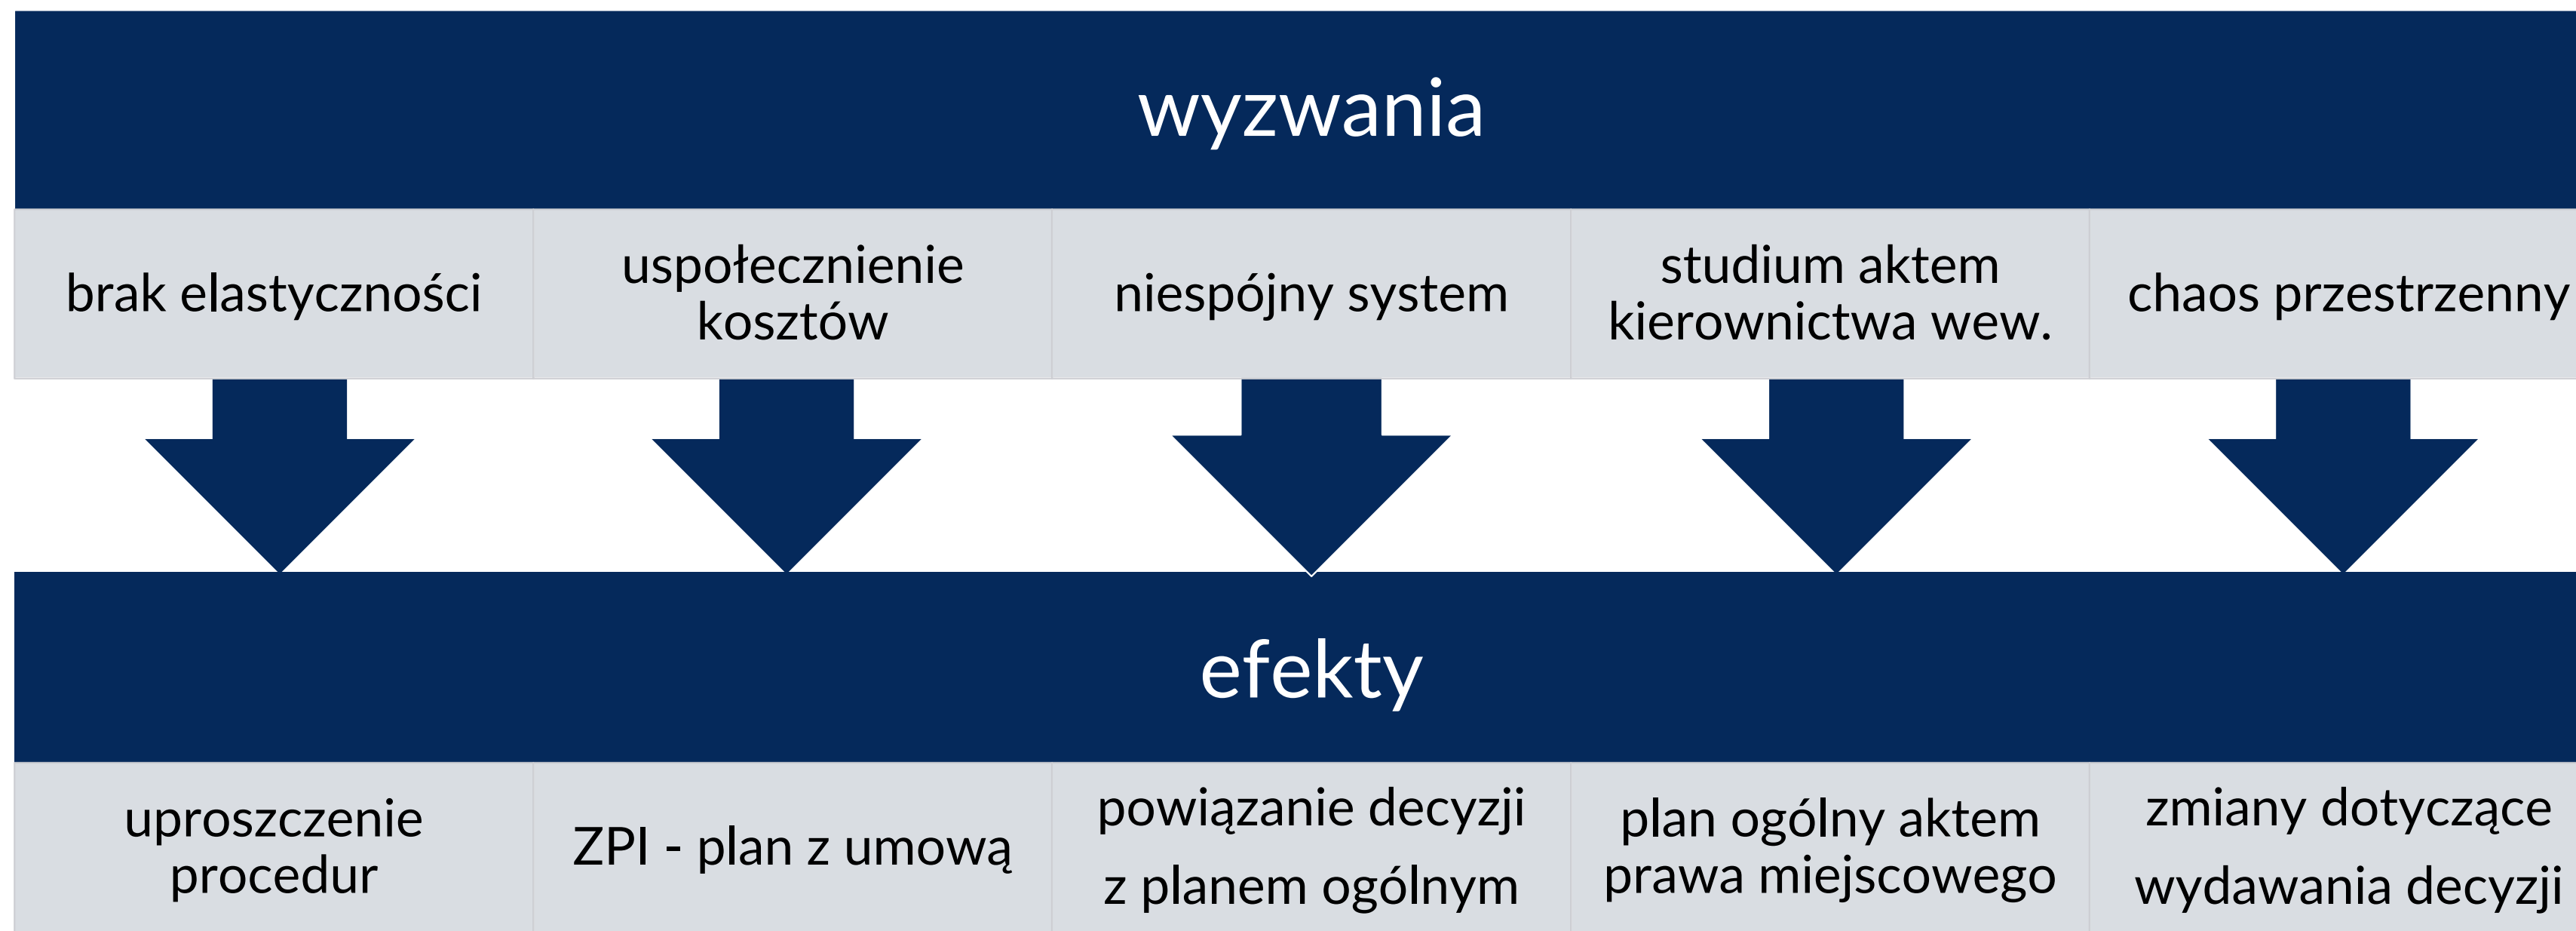 wyzwania
brak elastyczności
uspołecznienie
kosztów
niespójny system
studium aktem
kierownictwa wew.
chaos przestrzenny
efekty
uproszczenie
procedur
ZPI - plan z umową
powiązanie decyzji
z planem ogólnym
plan ogólny aktem
prawa miejscowego
zmiany dotyczące
wydawania decyzji